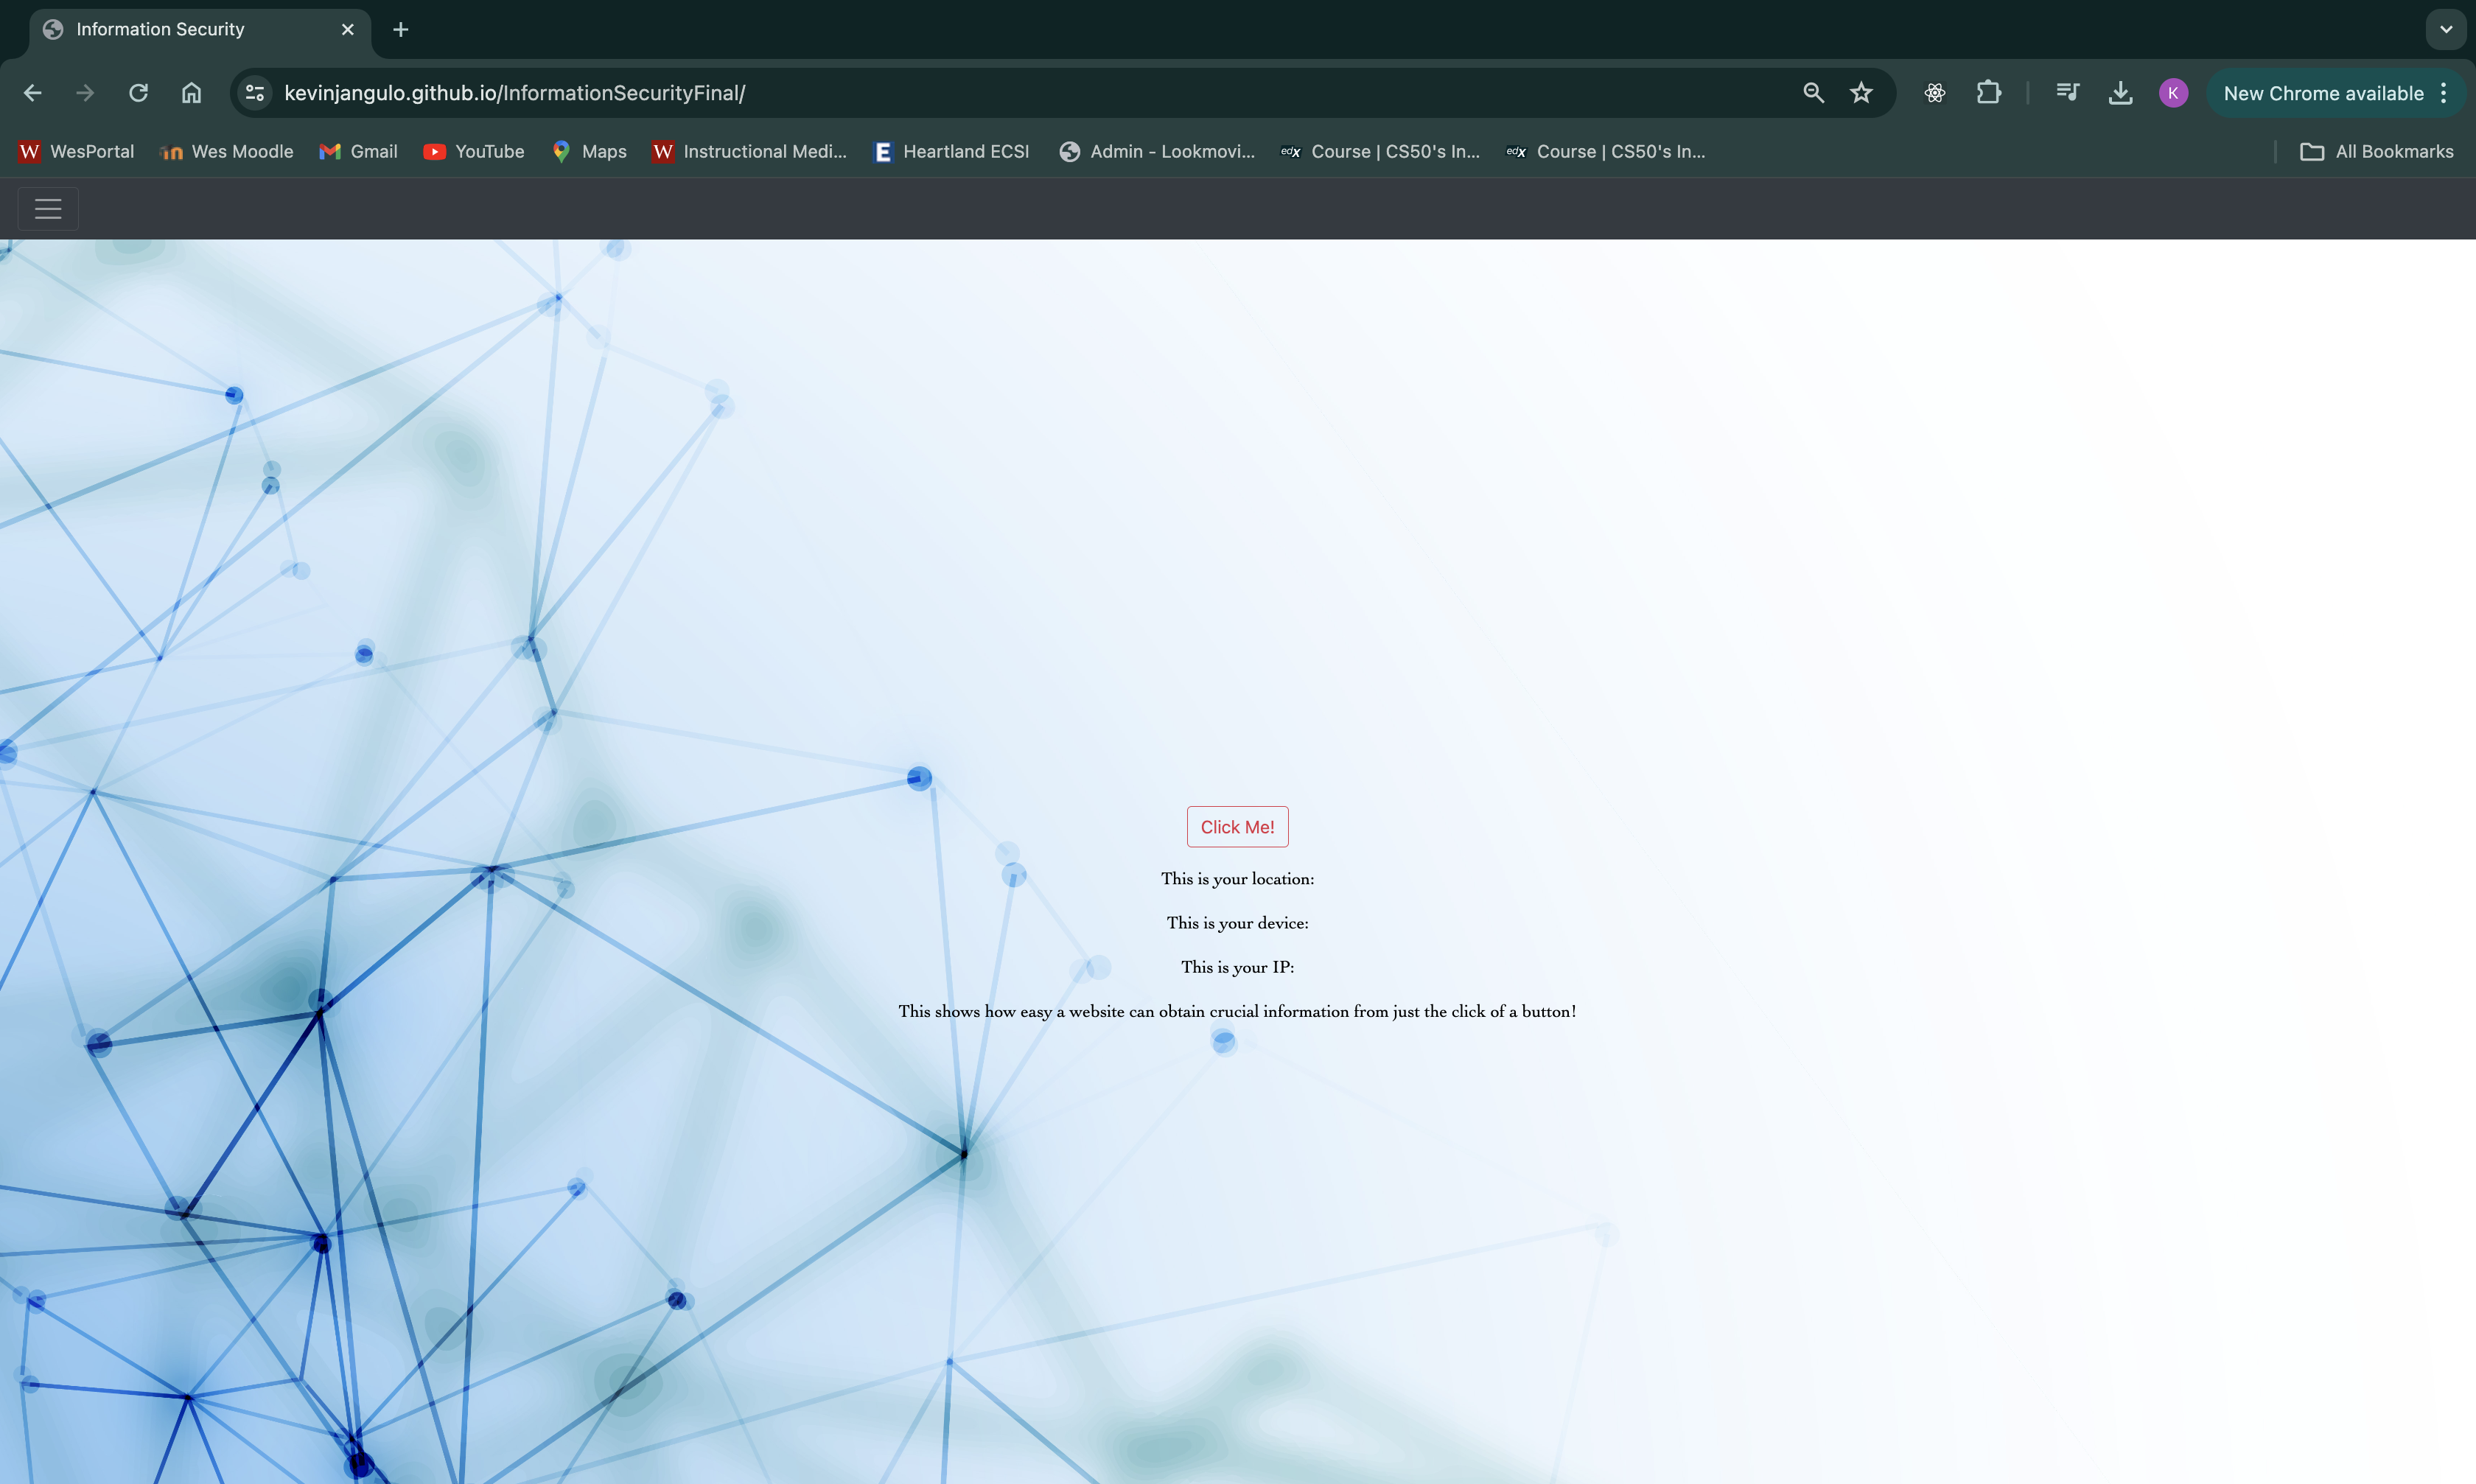 Information Security
kevinjangulo.github.io/InformationSecurityFinal/
K
New Chrome available
W WesPortal
Wes Moodle
Gmail
YouTube
Maps
W Instructional Medi...
E Heartland ECSI
Admin - Lookmovi...
edX Course | CS50's In...
edX Course | CS50's In...
All Bookmarks
Click Me!
This is your location:
This is your device:
This is your IP:
This shows how easy a website can obtain crucial information from just the click of a button!